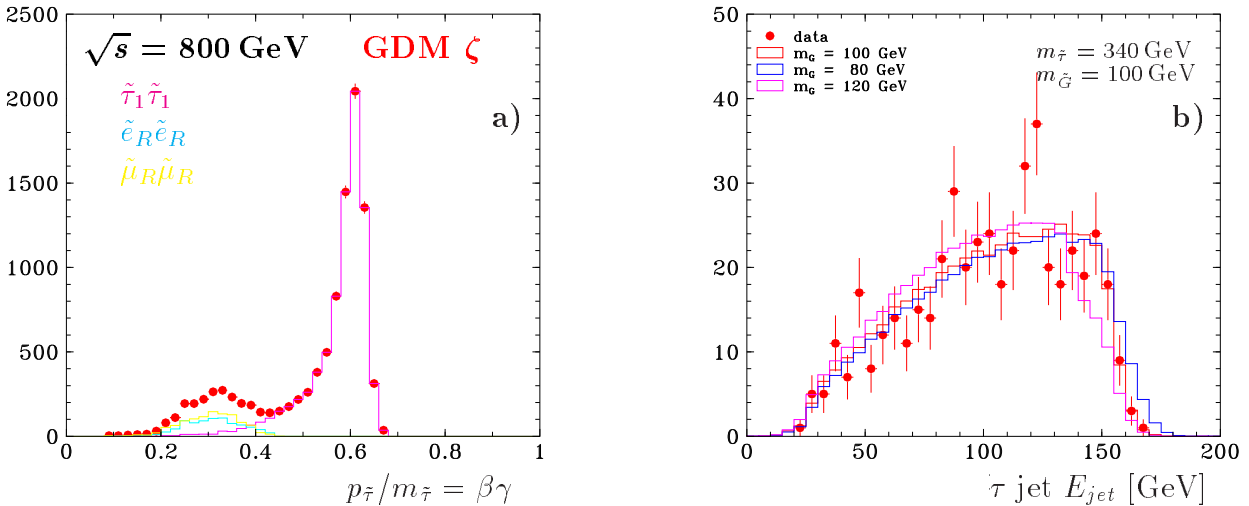 √s = 800 GeV GDM ζ
τ̃₁τ̃₁
ẽ_Rẽ_R
μ̃_Rμ̃_R
a)
2500
2000
1500
1000
500
0
0 0.2 0.4 0.6 0.8 1
p_τ̃/m_τ̃ = βγ
data
m_G = 100 GeV
m_G = 80 GeV
m_G = 120 GeV
m_τ̃ = 340 GeV
m_G̃ = 100 GeV
b)
50
40
30
20
10
0
0 50 100 150 200
τ jet E_jet [GeV]